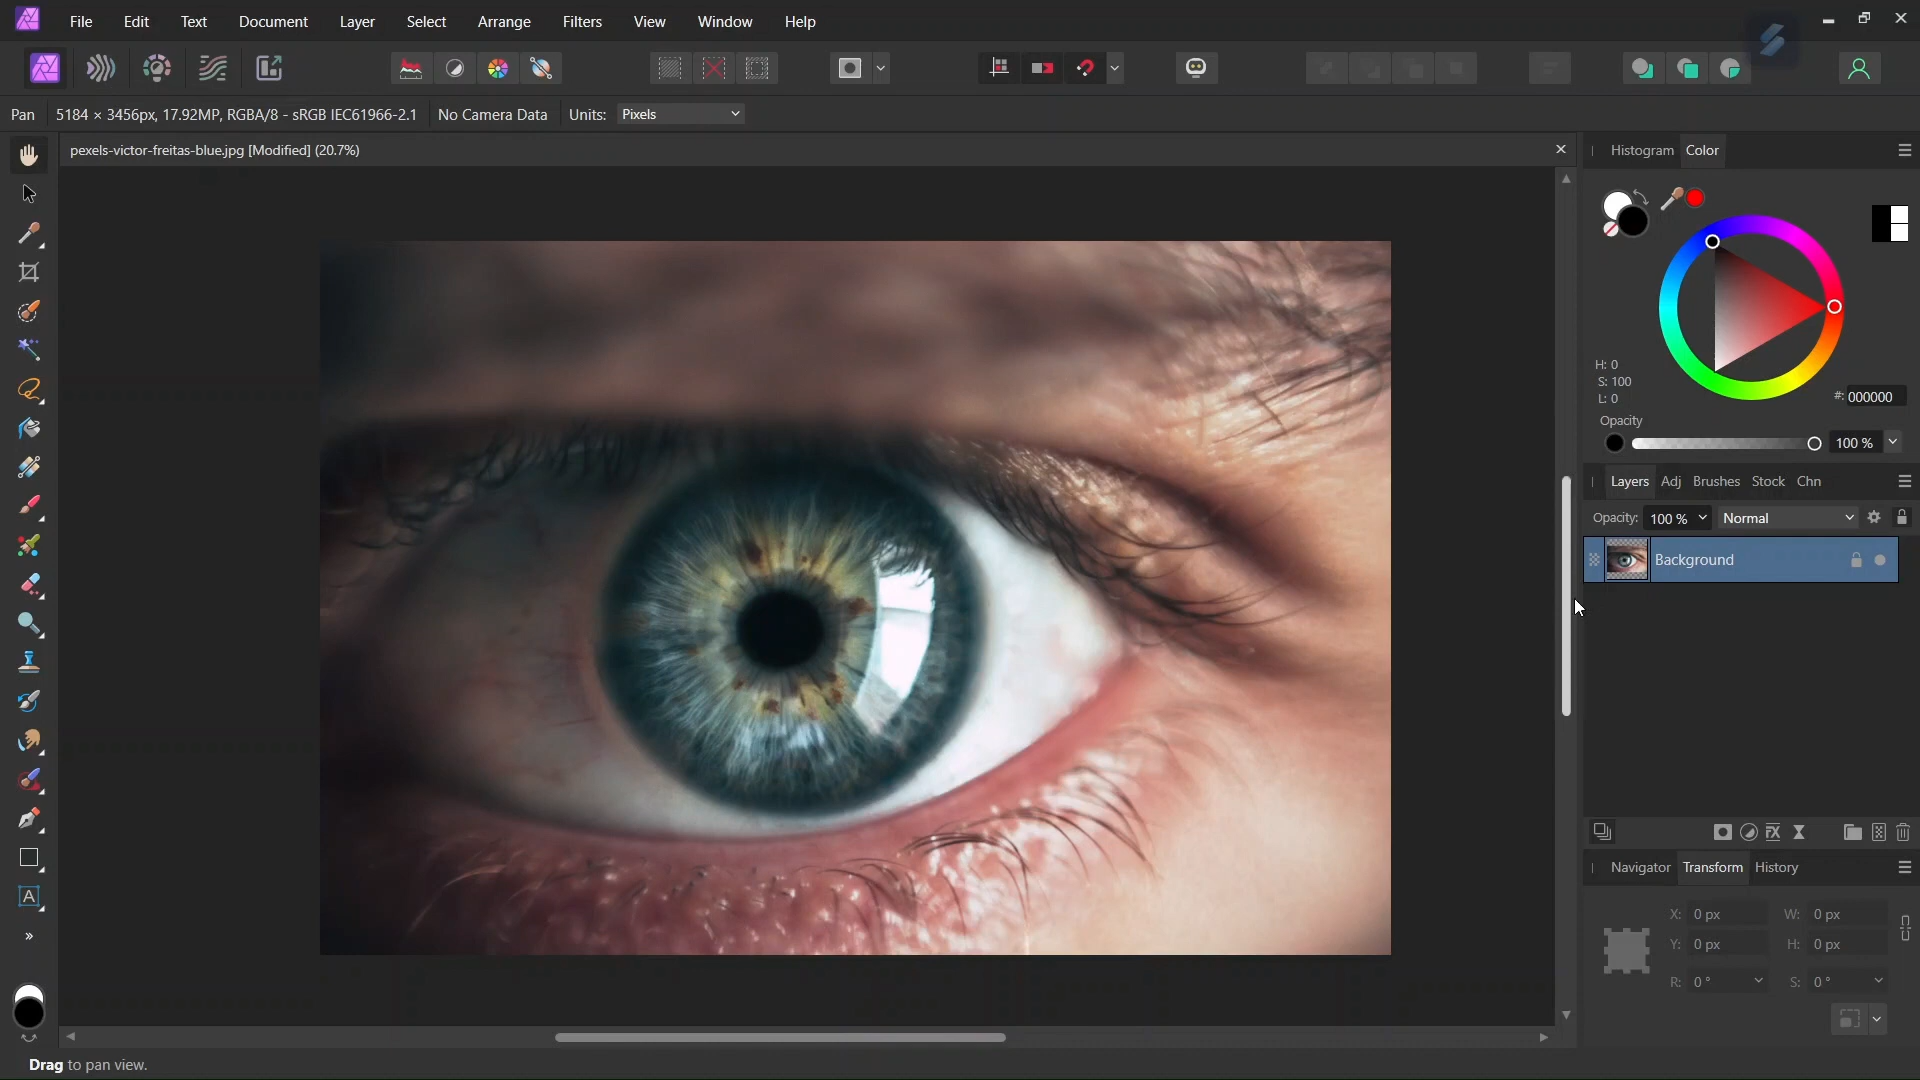 File Edit Text Document Layer Select Arrange Filters View Window Help
Pan 5184 × 3456px, 17.92MP, RGBA/8 - sRGB IEC61966-2.1 No Camera Data Units: Pixels
pexels-victor-freitas-blue.jpg [Modified] (20.7%)
Histogram Color
H: 0
S: 100
L: 0
#: 000000
Opacity
100 %
Layers Adj Brushes Stock Chn
Opacity: 100 % Normal
Background
Navigator Transform History
X: 0 px W: 0 px
Y: 0 px H: 0 px
R: 0 ° S: 0 °
Drag to pan view.